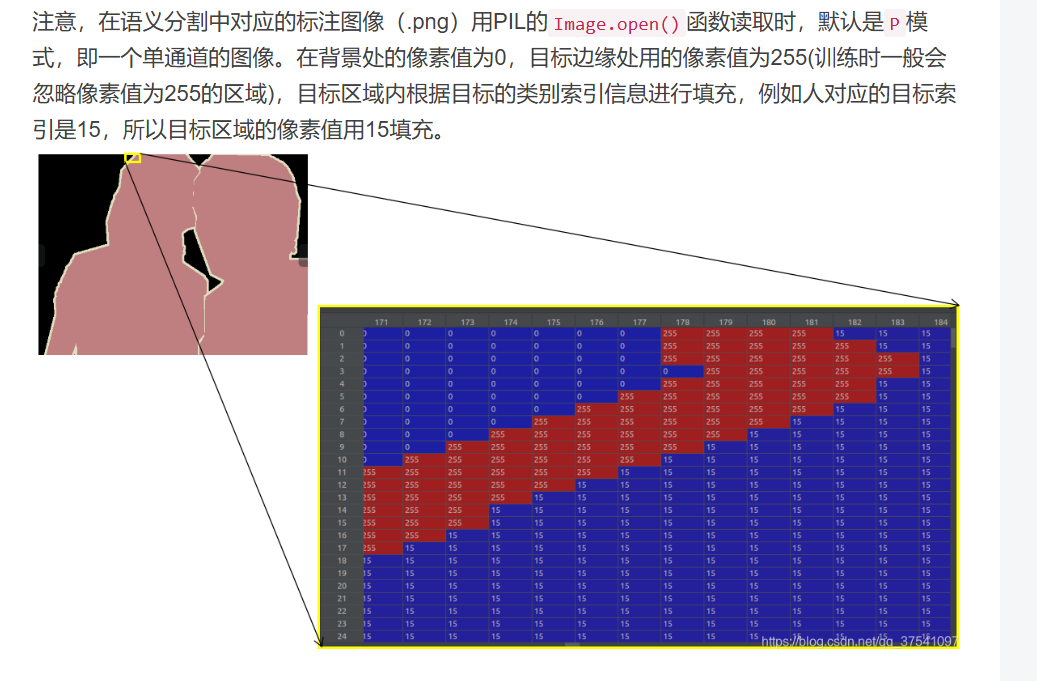 注意，在语义分割中对应的标注图像（.png）用PIL的 Image.open() 函数读取时，默认是 P 模
式，即一个单通道的图像。在背景处的像素值为0，目标边缘处用的像素值为255(训练时一般会
忽略像素值为255的区域)，目标区域内根据目标的类别索引信息进行填充，例如人对应的目标索
引是15，所以目标区域的像素值用15填充。
171 172 173 174 175 176 177 178 179 180 181 182 183 184
0 0 0 0 0 0 0 0 255 255 255 255 15 15 15
1 0 0 0 0 0 0 0 255 255 255 255 255 15 15
2 0 0 0 0 0 0 0 255 255 255 255 255 255 15
3 0 0 0 0 0 0 0 0 255 255 255 255 255 15
4 0 0 0 0 0 0 0 255 255 255 255 255 15 15
5 0 0 0 0 0 0 255 255 255 255 255 255 15 15
6 0 0 0 0 0 255 255 255 255 255 255 15 15 15
7 0 0 0 0 255 255 255 255 255 255 15 15 15 15
8 0 0 0 255 255 255 255 255 255 15 15 15 15 15
9 0 0 255 255 255 255 255 255 15 15 15 15 15 15
10 0 255 255 255 255 255 255 15 15 15 15 15 15 15
11 255 255 255 255 255 255 15 15 15 15 15 15 15 15
12 255 255 255 255 255 15 15 15 15 15 15 15 15 15
13 255 255 255 255 15 15 15 15 15 15 15 15 15 15
14 255 255 255 15 15 15 15 15 15 15 15 15 15 15
15 255 255 255 15 15 15 15 15 15 15 15 15 15 15
16 255 255 15 15 15 15 15 15 15 15 15 15 15 15
17 255 15 15 15 15 15 15 15 15 15 15 15 15 15
18 15 15 15 15 15 15 15 15 15 15 15 15 15 15
19 15 15 15 15 15 15 15 15 15 15 15 15 15 15
20 15 15 15 15 15 15 15 15 15 15 15 15 15 15
21 15 15 15 15 15 15 15 15 15 15 15 15 15 15
22 15 15 15 15 15 15 15 15 15 15 15 15 15 15
23 15 15 15 15 15 15 15 15 15 15 15 15 15 15
24 15 15 15 15 15 15 15 15 15 15 15 15 15 15
https://blog.csdn.net/qq_37541097